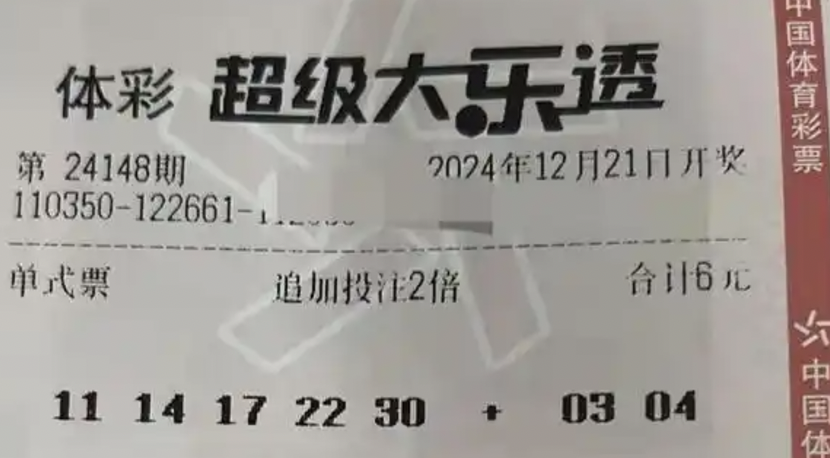 体彩 超级大乐透
第 24148期 2024年12月21日开奖
110350-122661-
单式票 追加投注2倍 合计6元
11 14 17 22 30 + 03 04
中国体育彩票
中国体